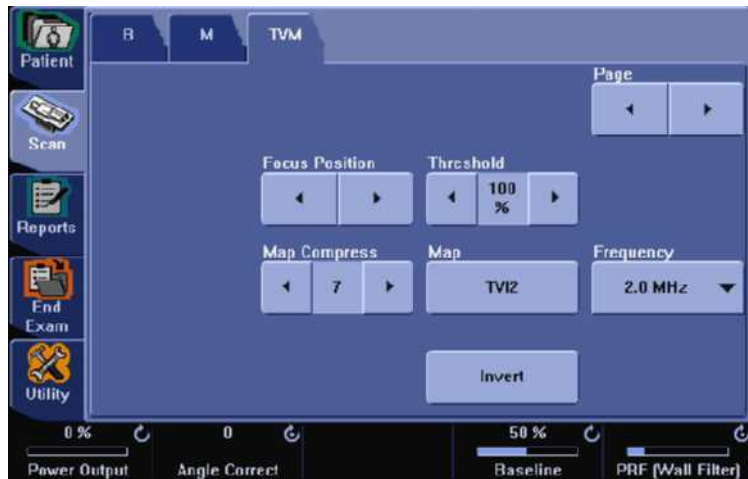 Patient
Scan
Reports
End
Exam
Utility
B
M
TVM
Page
Focus Position
Threshold
100
%
Map Compress
7
Map
TVI2
Frequency
2.0 MHz
Invert
0 %
Power Output
0
Angle Correct
50 %
Baseline
PRF (Wall Filter)